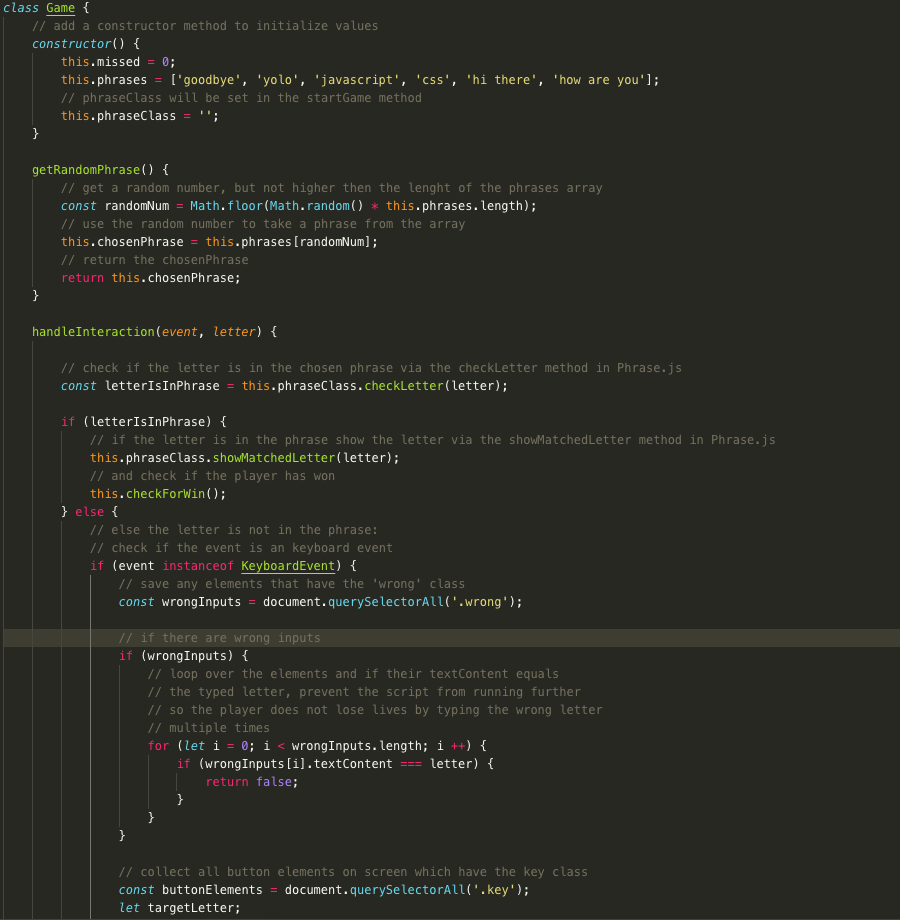 class Game {
// add a constructor method to initialize values
constructor() {
this.missed = 0;
this.phrases = ['goodbye', 'yolo', 'javascript', 'css', 'hi there', 'how are you'];
// phraseClass will be set in the startGame method
this.phraseClass = '';
}
getRandomPhrase() {
// get a random number, but not higher then the lenght of the phrases array
const randomNum = Math.floor(Math.random() * this.phrases.length);
// use the random number to take a phrase from the array
this.chosenPhrase = this.phrases[randomNum];
// return the chosenPhrase
return this.chosenPhrase;
}
handleInteraction(event, letter) {
// check if the letter is in the chosen phrase via the checkLetter method in Phrase.js
const letterIsInPhrase = this.phraseClass.checkLetter(letter);
if (letterIsInPhrase) {
// if the letter is in the phrase show the letter via the showMatchedLetter method in Phrase.js
this.phraseClass.showMatchedLetter(letter);
// and check if the player has won
this.checkForWin();
} else {
// else the letter is not in the phrase:
// check if the event is an keyboard event
if (event instanceof KeyboardEvent) {
// save any elements that have the 'wrong' class
const wrongInputs = document.querySelectorAll('.wrong');
// if there are wrong inputs
if (wrongInputs) {
// loop over the elements and if their textContent equals
// the typed letter, prevent the script from running further
// so the player does not lose lives by typing the wrong letter
// multiple times
for (let i = 0; i < wrongInputs.length; i ++) {
if (wrongInputs[i].textContent === letter) {
return false;
}
}
}
// collect all button elements on screen which have the key class
const buttonElements = document.querySelectorAll('.key');
let targetLetter;